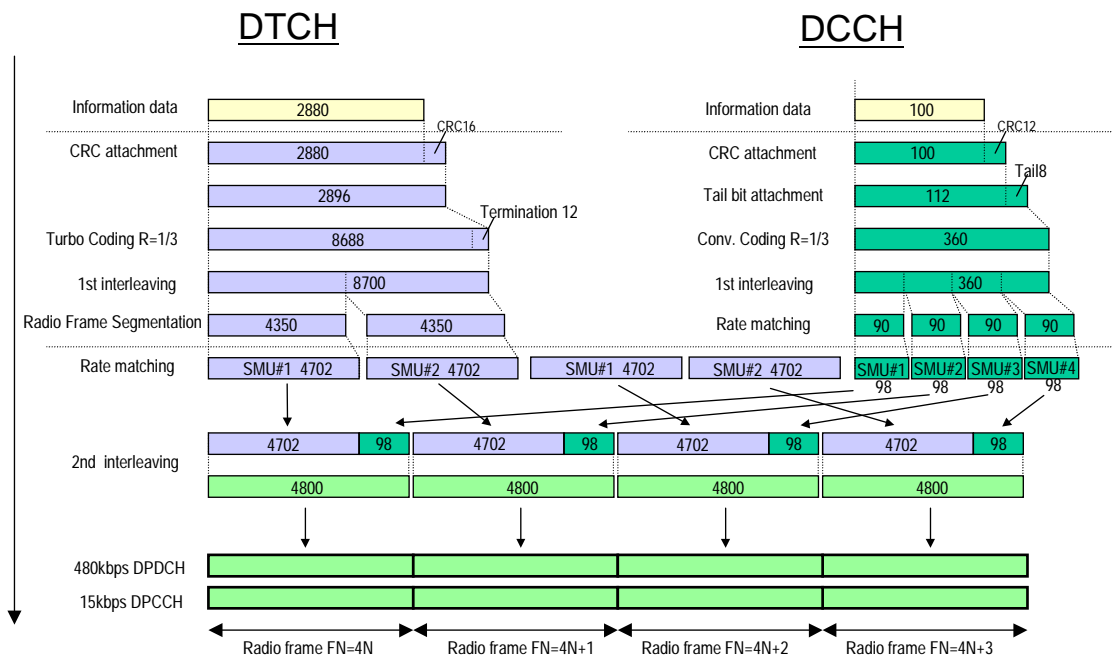 DTCH DCCH
Information data 2880 Information data 100
CRC16 CRC12
CRC attachment 2880 CRC attachment 100
Tail8
2896 Tail bit attachment 112
Termination 12
Turbo Coding R=1/3 8688 Conv. Coding R=1/3 360
1st interleaving 8700 1st interleaving 360
Radio Frame Segmentation 4350 4350 Rate matching 90 90 90 90
Rate matching SMU#1 4702 SMU#2 4702 SMU#1 4702 SMU#2 4702 SMU#1 SMU#2 SMU#3 SMU#4
98 98 98 98
4702 98 4702 98 4702 98 4702 98
2nd interleaving
4800 4800 4800 4800
480kbps DPDCH
15kbps DPCCH
Radio frame FN=4N Radio frame FN=4N+1 Radio frame FN=4N+2 Radio frame FN=4N+3